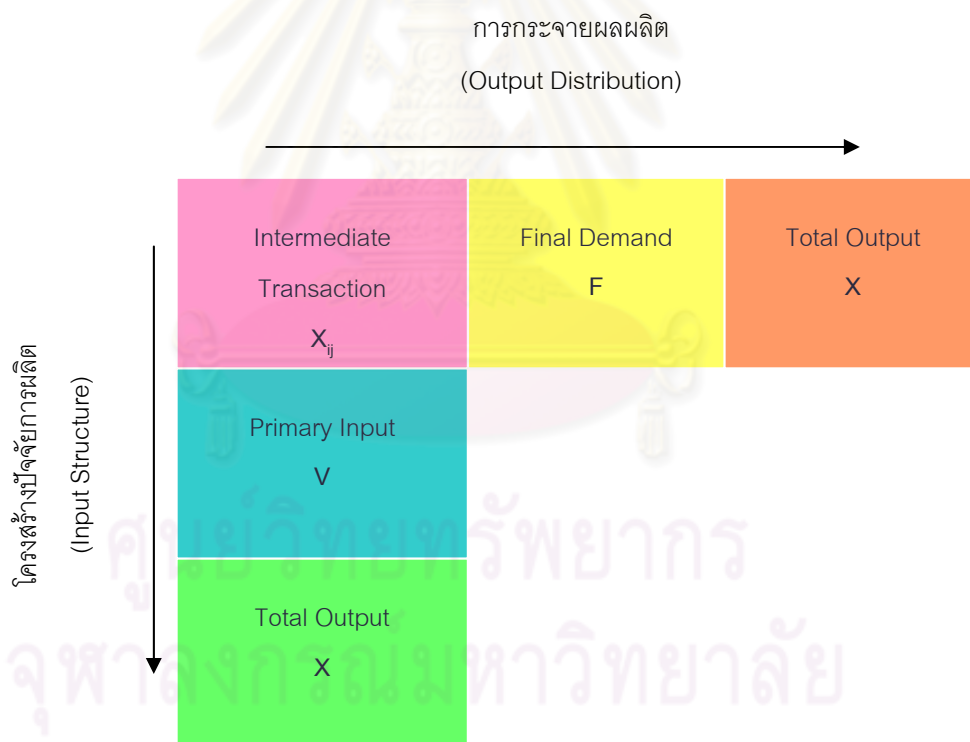 การกระจายผลผลิต
(Output Distribution)
Intermediate
Transaction
Xij
Final Demand
F
Total Output
X
โครงสร้างปัจจัยการผลิต
(Input Structure)
Primary Input
V
Total Output
X
ศูนย์วิทยทรัพยากร
จุฬาลงกรณ์มหาวิทยาลัย